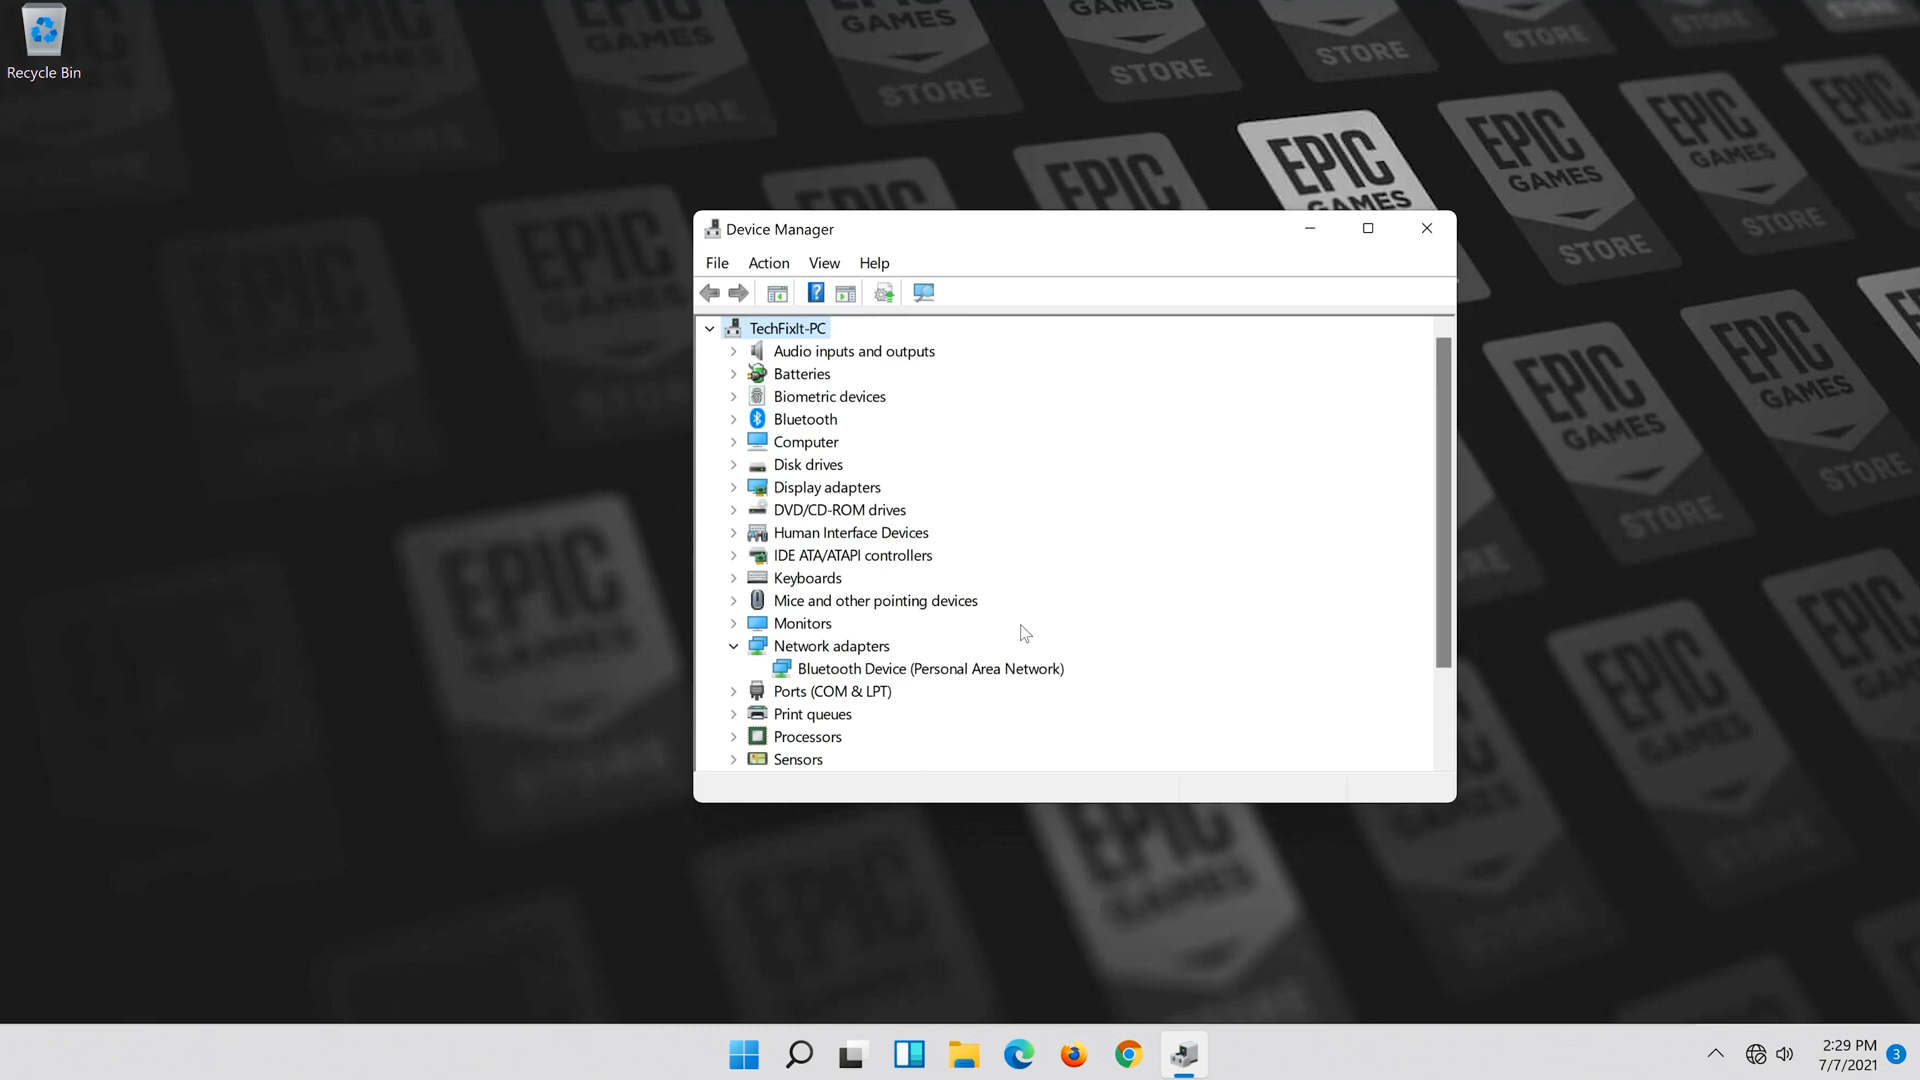 Recycle Bin
EPIC GAMES
STORE
Device Manager
File Action View Help
TechFixIt-PC
Audio inputs and outputs
Batteries
Biometric devices
Bluetooth
Computer
Disk drives
Display adapters
DVD/CD-ROM drives
Human Interface Devices
IDE ATA/ATAPI controllers
Keyboards
Mice and other pointing devices
Monitors
Network adapters
Bluetooth Device (Personal Area Network)
Ports (COM & LPT)
Print queues
Processors
Sensors
2:29 PM
7/7/2021
3